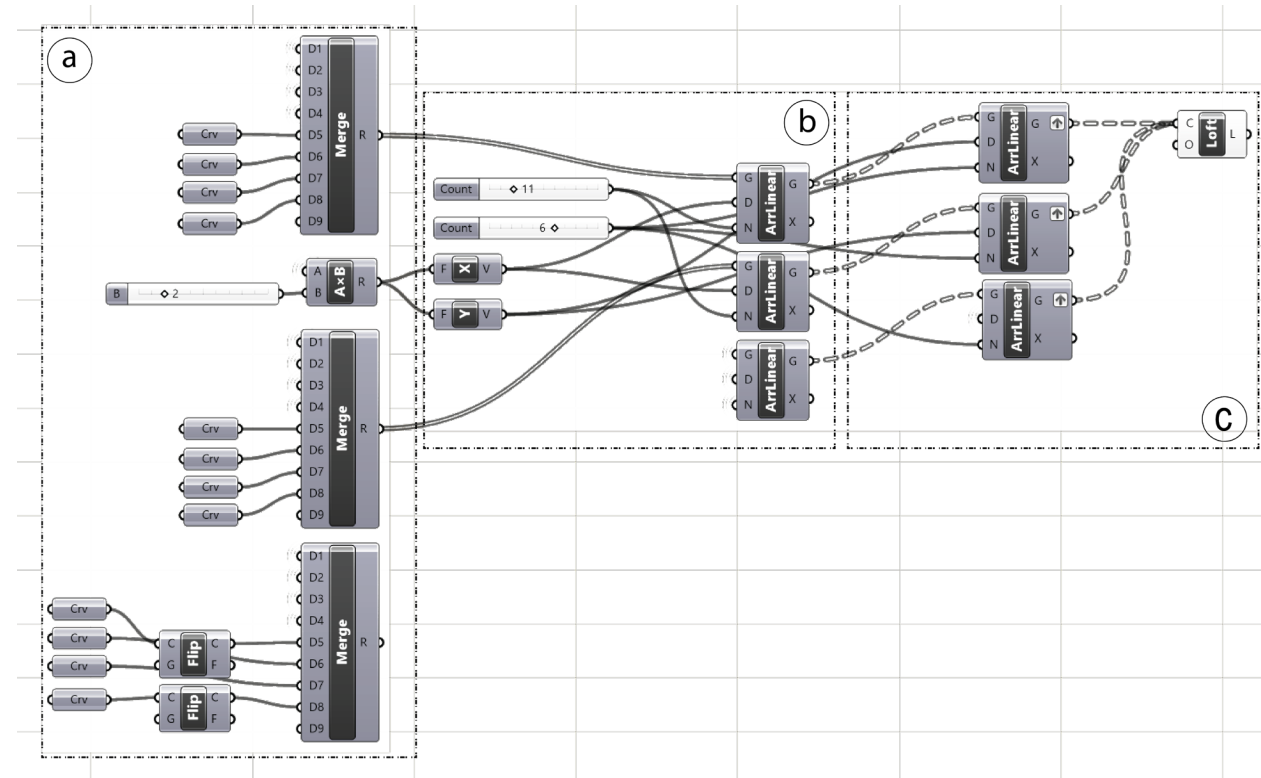 a
D1
D2
D3
D4
Crv D5 Merge R
Crv D6
Crv D7
Crv D8
D9
B 2
A A×B R
B
D1
D2
D3
D4
Crv D5 Merge R
Crv D6
Crv D7
Crv D8
D9
D1
D2
D3
D4
D5 Merge R
D6
D7
D8
D9
Crv
Crv
Crv
Crv
C Flip C
G F
C Flip C
G F
b
Count 11
Count 6
F X V
F Y V
G ArrLinear G
D
N X
G ArrLinear G
D
N X
G ArrLinear G
D
N X
G ArrLinear G
D
N X
G ArrLinear G
D
N X
G ArrLinear G
D
N X
C Loft L
O
C